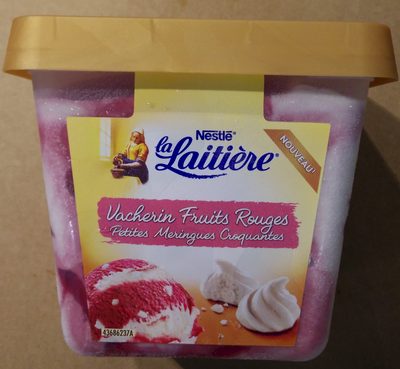 Nestlé®
la Laitière®
NOUVEAU!
Vacherin Fruits Rouges
Petites Meringues Croquantes
43686237A